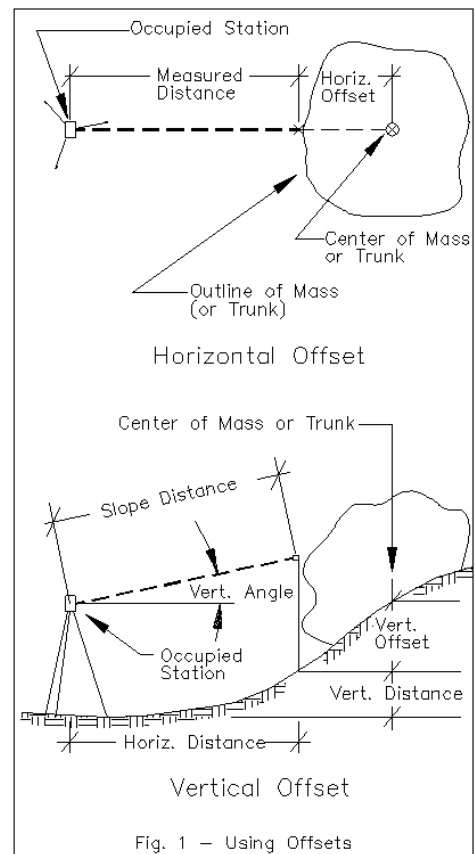 Occupied Station
Measured
Distance
Horiz.
Offset
Center of Mass
or Trunk
Outline of Mass
(or Trunk)
Horizontal Offset
Center of Mass or Trunk
Slope Distance
Vert. Angle
Vert.
Offset
Occupied
Station
Vert. Distance
Horiz. Distance
Vertical Offset
Fig. 1 – Using Offsets